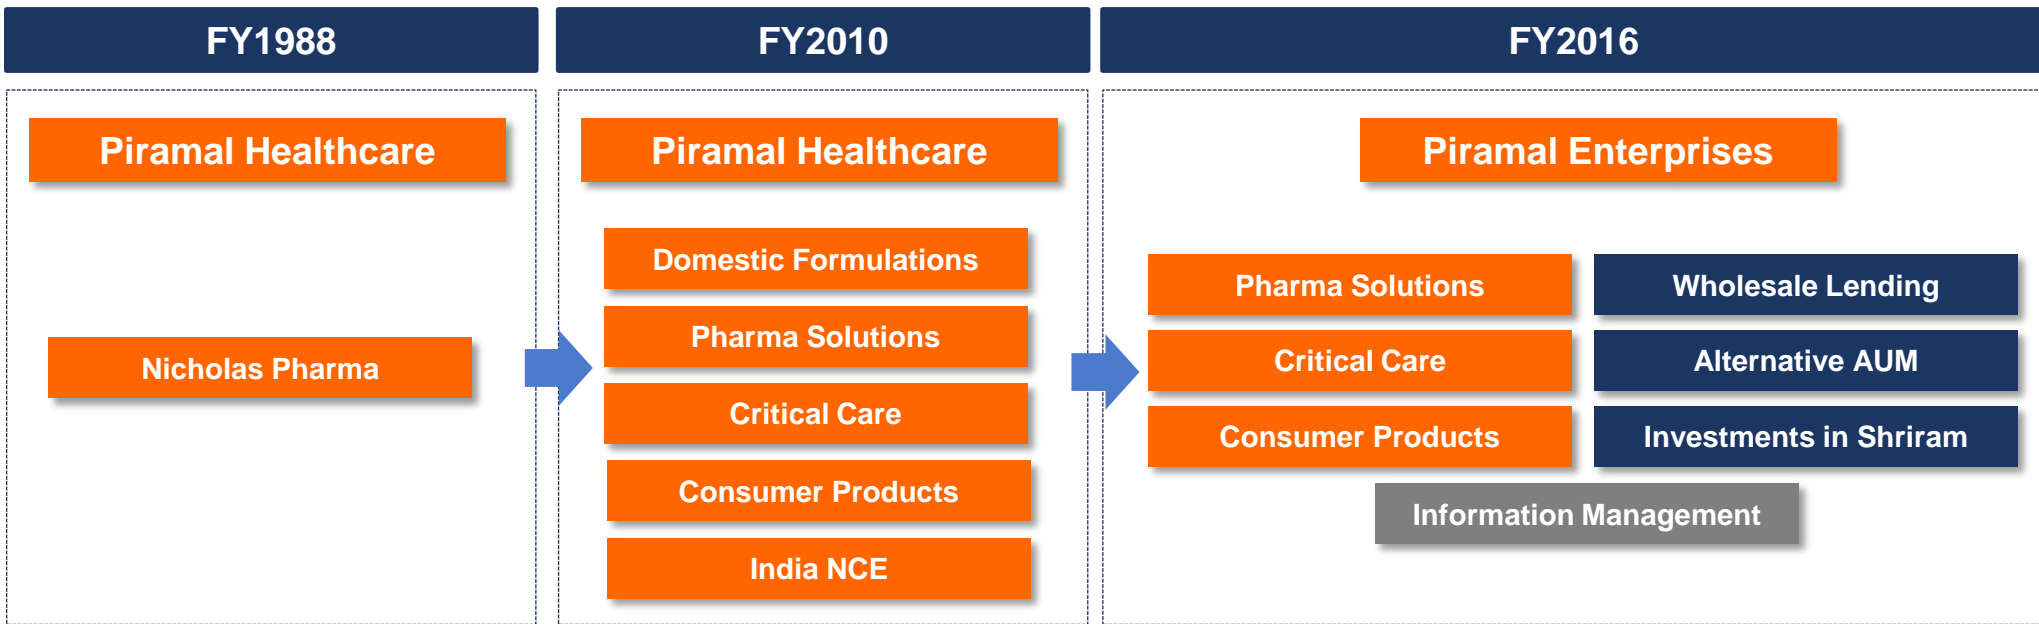 FY1988
FY2010
FY2016
Piramal Healthcare
Nicholas Pharma
Piramal Healthcare
Domestic Formulations
Pharma Solutions
Critical Care
Consumer Products
India NCE
Piramal Enterprises
Pharma Solutions
Wholesale Lending
Critical Care
Alternative AUM
Consumer Products
Investments in Shriram
Information Management